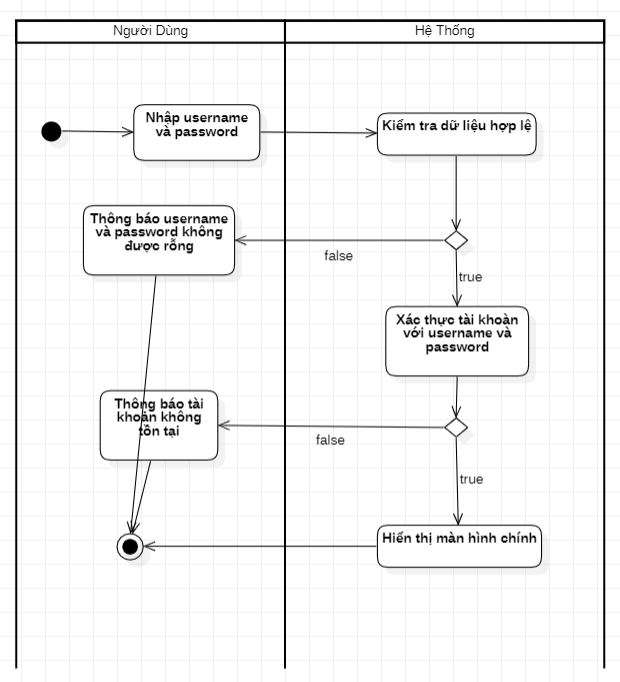 Người Dùng
Hệ Thống
Nhập username
và password
Kiểm tra dữ liệu hợp lệ
Thông báo username
và password không
được rỗng
false
true
Xác thực tài khoản
với username và
password
Thông báo tài
khoản không
tồn tại
false
true
Hiển thị màn hình chính